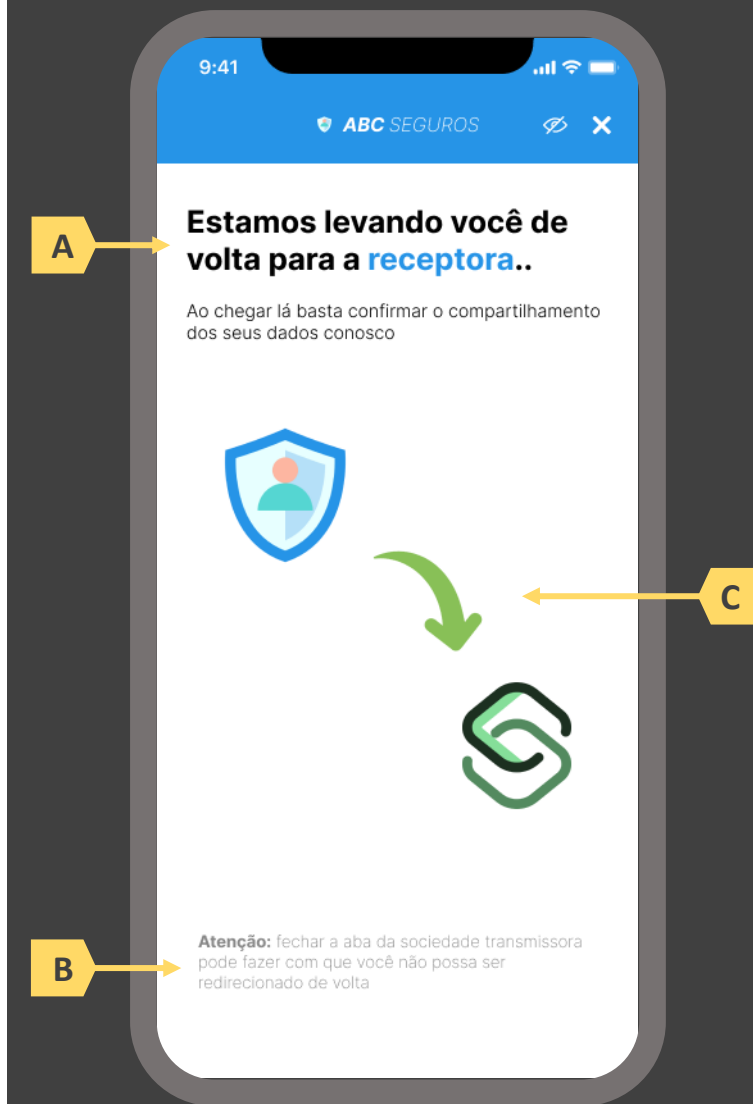 9:41
ABC SEGUROS
A
Estamos levando você de
volta para a receptora..
Ao chegar lá basta confirmar o compartilhamento
dos seus dados conosco
C
B
Atenção: fechar a aba da sociedade transmissora
pode fazer com que você não possa ser
redirecionado de volta